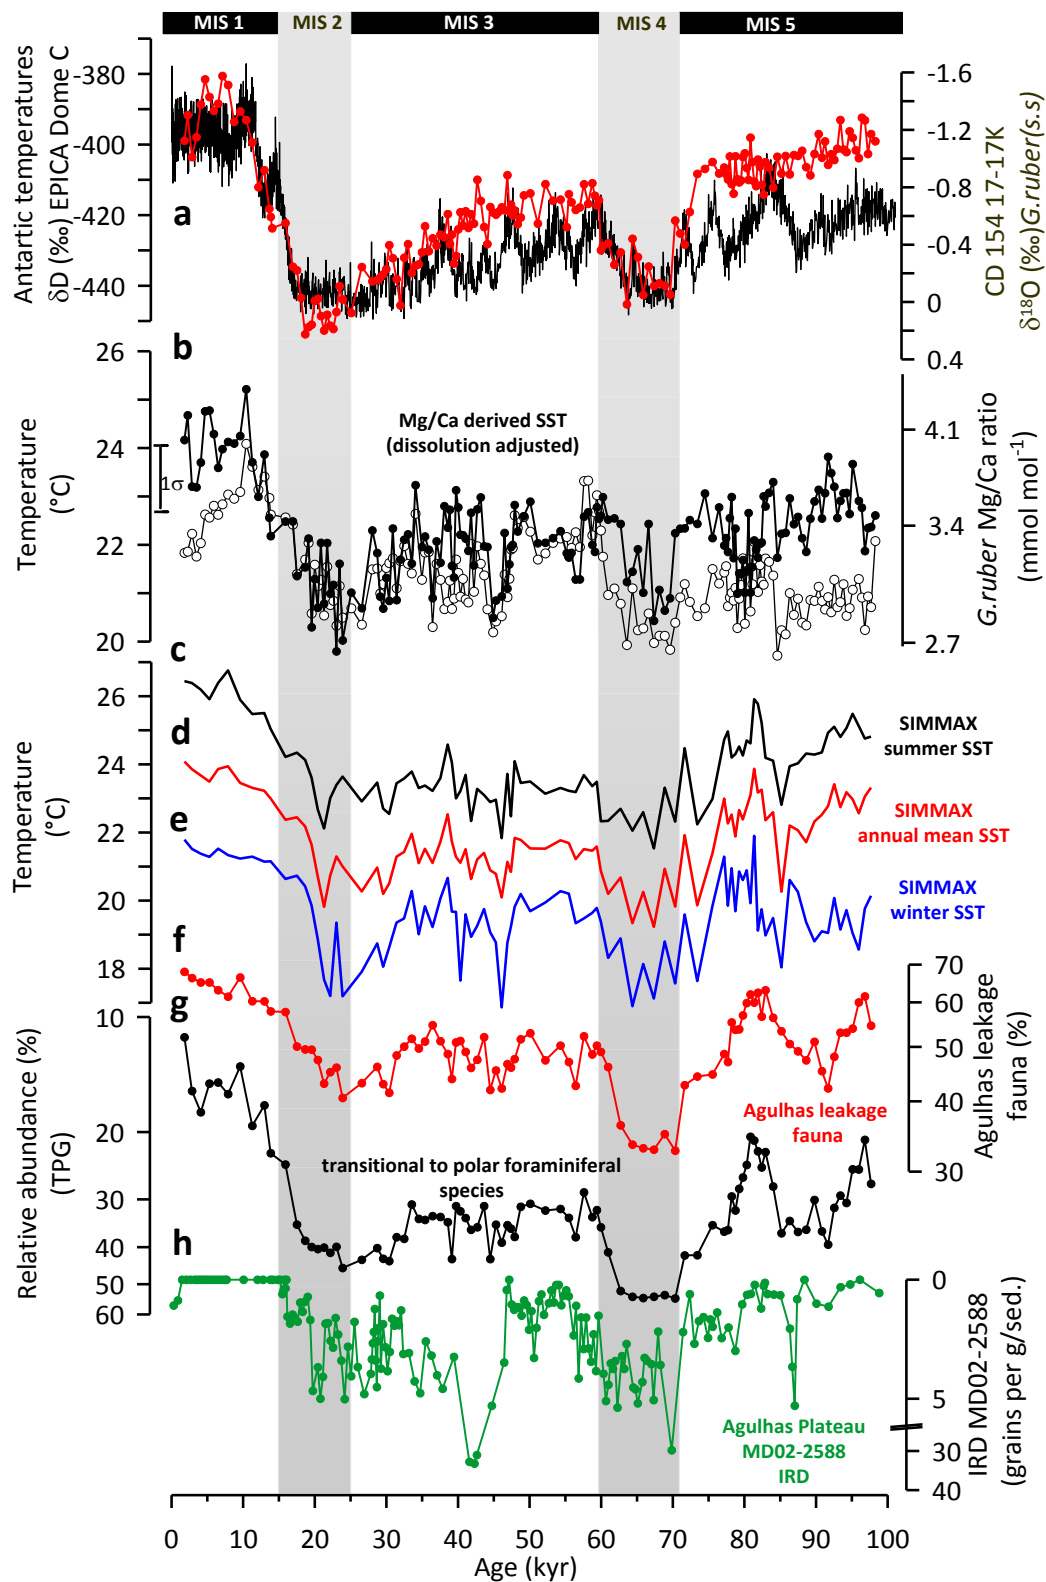 MIS 1 MIS 2 MIS 3 MIS 4 MIS 5
Antartic temperatures
δD (‰) EPICA Dome C
-380
-400
-420
-440
a
-1.6
-1.2
-0.8
-0.4
0
0.4
CD 154 17-17K
δ18O (‰)G.ruber(s.s)
b
26
24
22
20
Temperature
(°C)
1σ
Mg/Ca derived SST
(dissolution adjusted)
4.1
3.4
2.7
G.ruber Mg/Ca ratio
(mmol mol-1)
c
d
e
26
24
22
20
18
Temperature
(°C)
SIMMAX
summer SST
SIMMAX
annual mean SST
SIMMAX
winter SST
f
70
60
50
40
30
Agulhas leakage
fauna (%)
Agulhas leakage
fauna
g
10
20
30
40
50
60
Relative abundance (%)
(TPG)
transitional to polar foraminiferal
species
h
0
5
30
40
IRD MD02-2588
(grains per g/sed.)
Agulhas Plateau
MD02-2588
IRD
0 10 20 30 40 50 60 70 80 90 100
Age (kyr)